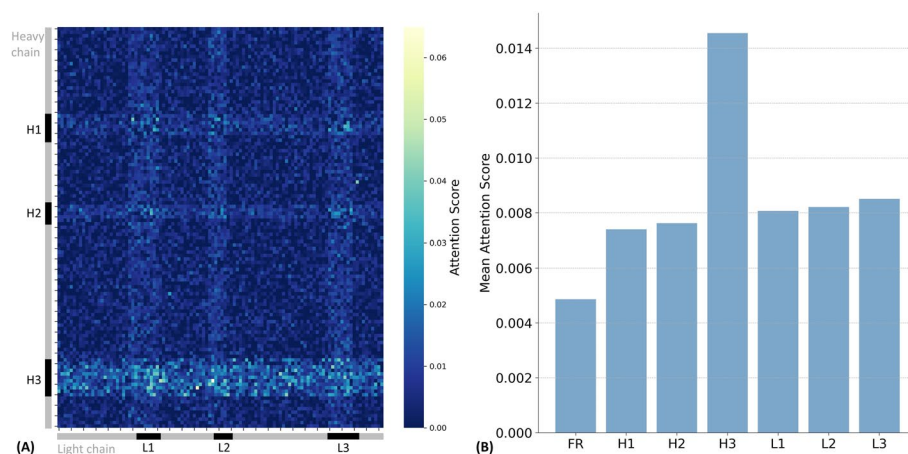 Heavy
chain
H1
H2
H3
(A)
Light chain
L1
L2
L3
0.06
0.05
0.04
0.03
0.02
0.01
0.00
Attention Score
Mean Attention Score
0.014
0.012
0.010
0.008
0.006
0.004
0.002
0.000
(B)
FR
H1
H2
H3
L1
L2
L3